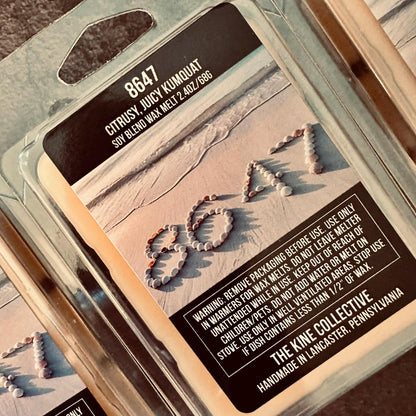 8647
CITRUSY, JUICY KUMQUAT
SOY BLEND WAX MELT 2.4OZ/68G
8647
WARNING: REMOVE PACKAGING BEFORE USE. USE ONLY
IN WARMERS FOR WAX MELTS. DO NOT LEAVE MELTER
UNATTENDED WHILE IN USE. KEEP OUT OF REACH OF
CHILDREN/PETS. DO NOT ADD WATER OR MELT ON
STOVE. USE ONLY IN WELL VENTILATED AREAS. STOP USE
IF DISH CONTAINS LESS THAN 1/2" OF WAX.
THE KINE COLLECTIVE
HANDMADE IN LANCASTER, PENNSYLVANIA